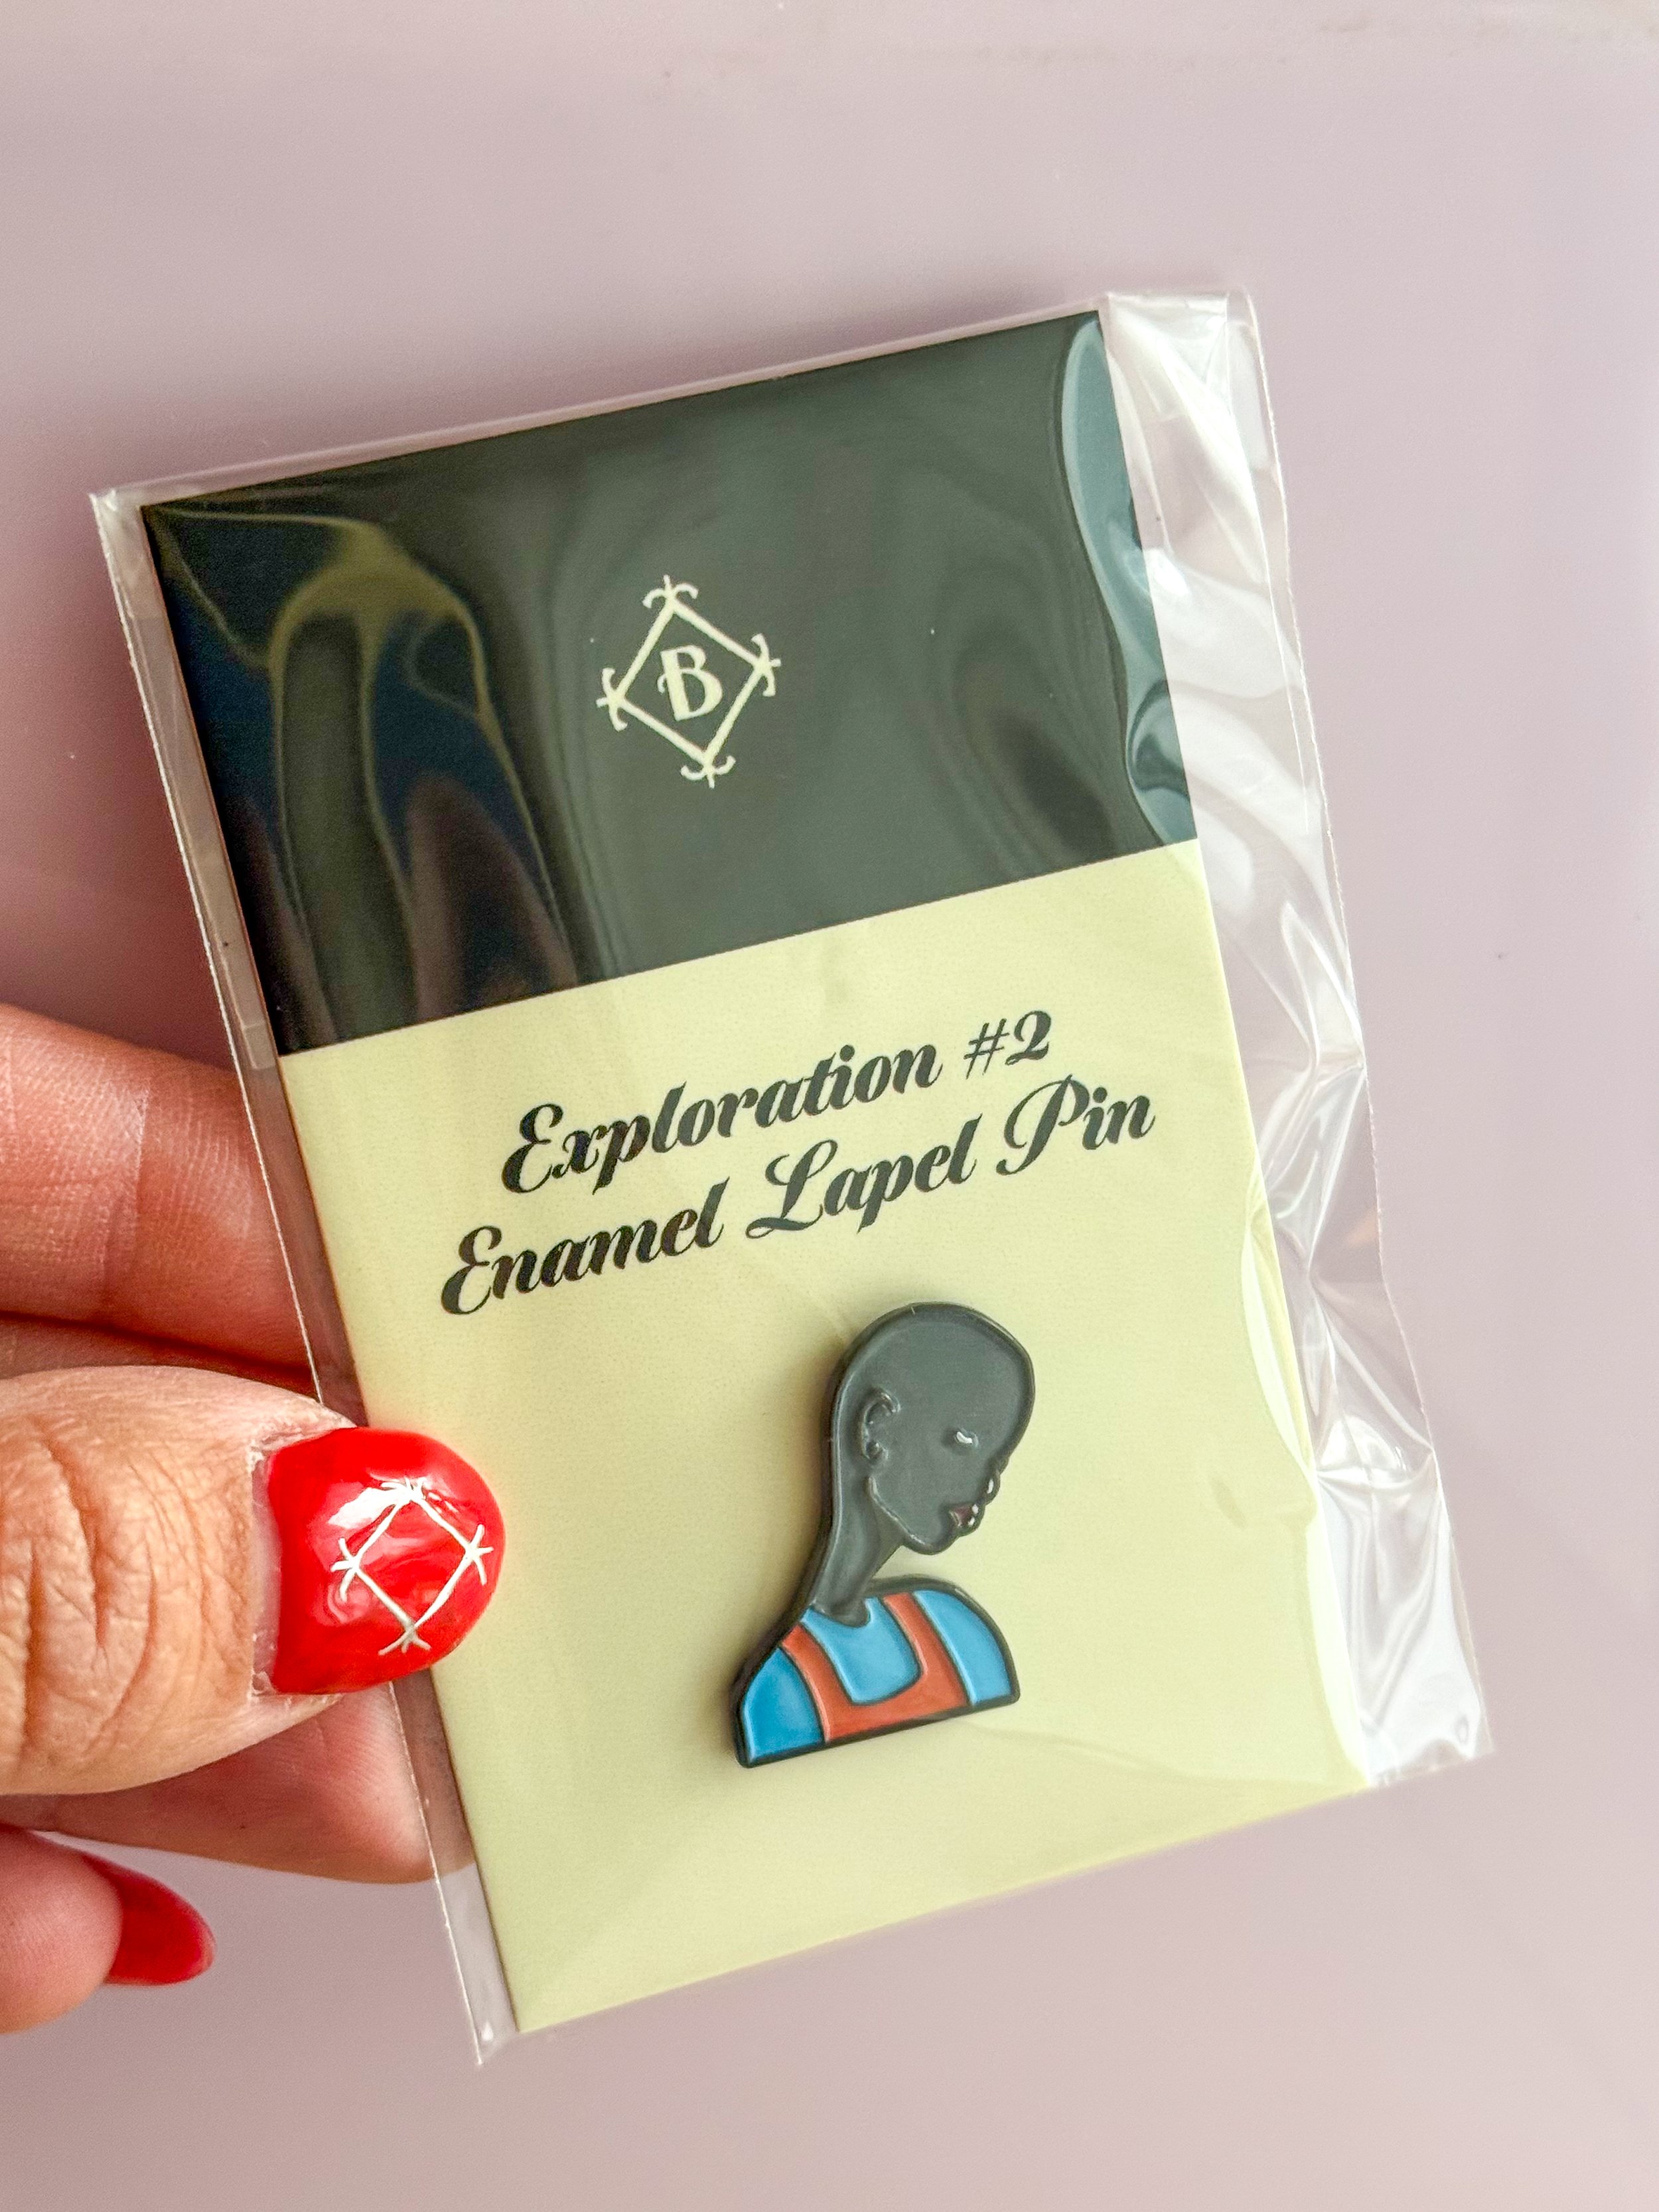 B
Exploration #2
Enamel Lapel Pin